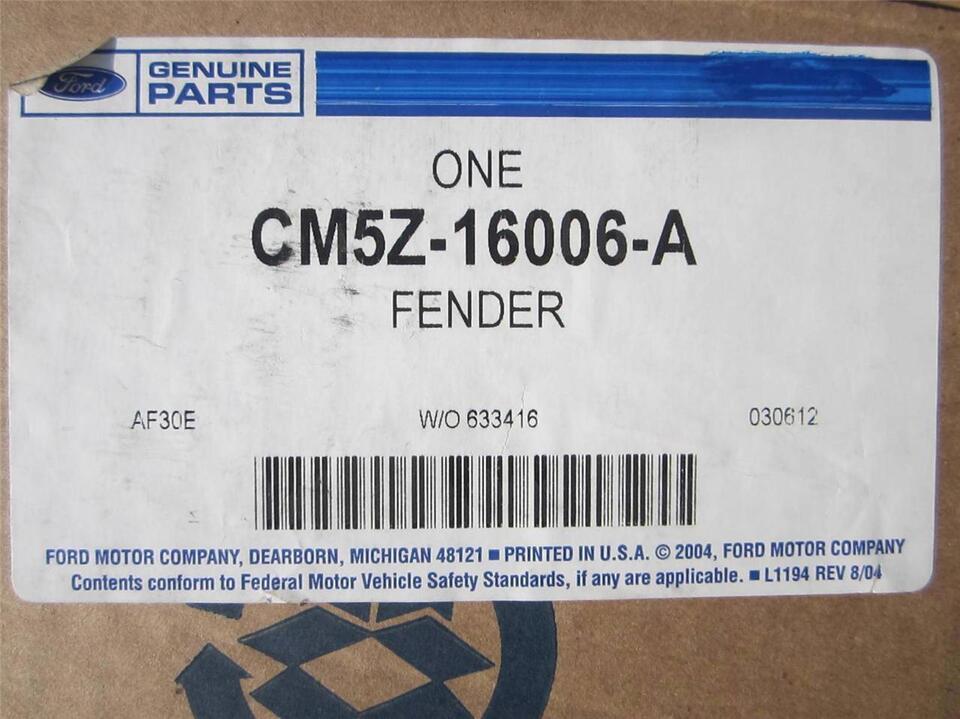 Ford
GENUINE
PARTS
ONE
CM5Z-16006-A
FENDER
AF30E W/O 633416 030612
FORD MOTOR COMPANY, DEARBORN, MICHIGAN 48121 ■ PRINTED IN U.S.A. © 2004, FORD MOTOR COMPANY
Contents conform to Federal Motor Vehicle Safety Standards, if any are applicable. ■ L1194 REV 8/04